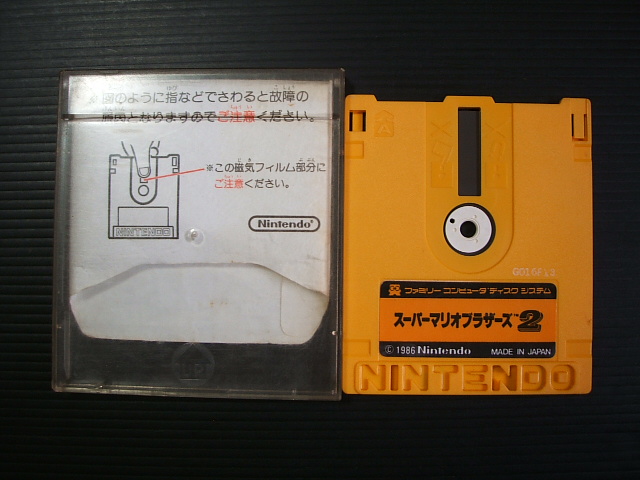 ※図のように指などでさわると故障の
原因となりますのでご注意ください。
※この磁気フィルム部分に
ご注意ください。
Nintendo®
NINTENDO
ファミリー コンピュータ ディスク システム
スーパーマリオブラザーズ™2
© 1986 Nintendo MADE IN JAPAN
NINTENDO